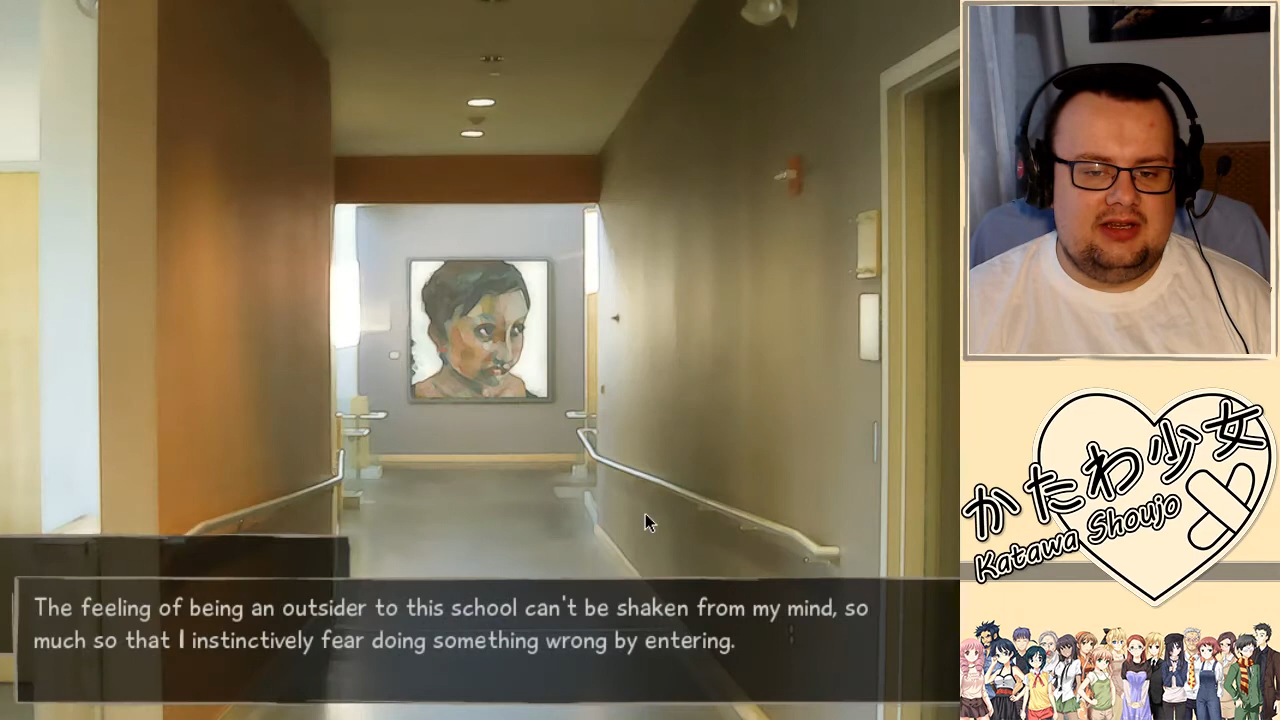 The feeling of being an outsider to this school can't be shaken from my mind, so
much so that I instinctively fear doing something wrong by entering.
かたわ少女
Katawa Shoujo